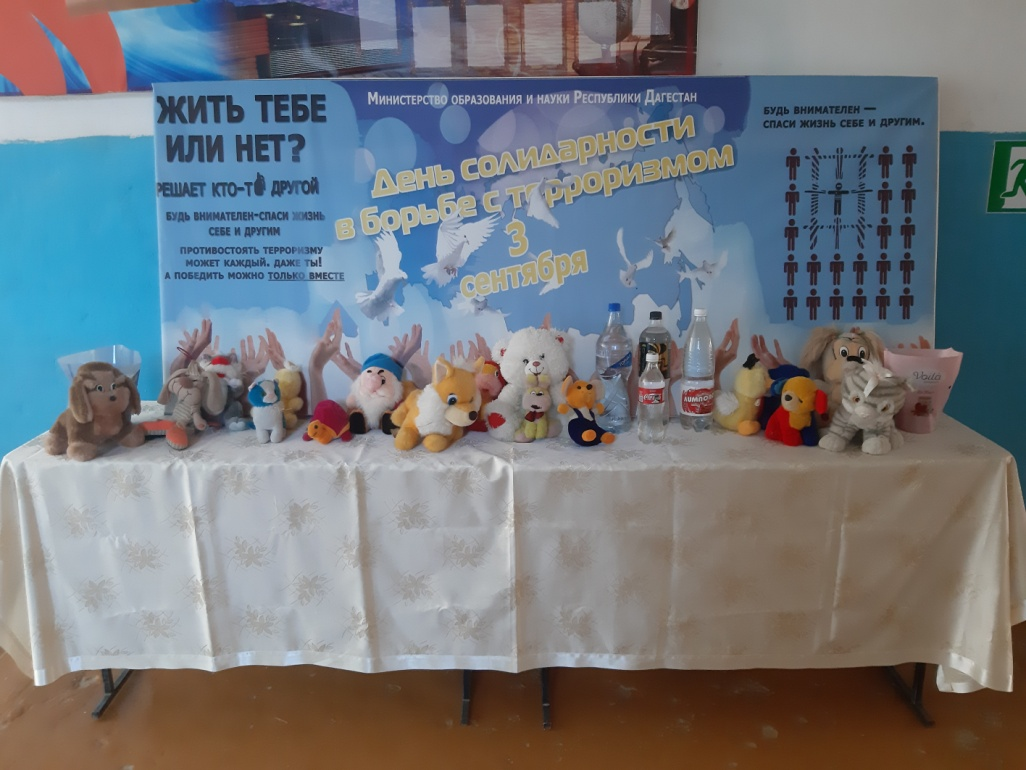 ЖИТЬ ТЕБЕ
ИЛИ НЕТ?
РЕШАЕТ КТО-ТО ДРУГОЙ
БУДЬ ВНИМАТЕЛЕН-СПАСИ ЖИЗНЬ
СЕБЕ И ДРУГИМ
ПРОТИВОСТОЯТЬ ТЕРРОРИЗМУ
МОЖЕТ КАЖДЫЙ. ДАЖЕ ТЫ!
А ПОБЕДИТЬ МОЖНО ТОЛЬКО ВМЕСТЕ
Министерство образования и науки Республики Дагестан
День солидарности
в борьбе с терроризмом
3
сентября
БУДЬ ВНИМАТЕЛЕН —
СПАСИ ЖИЗНЬ СЕБЕ И ДРУГИМ.